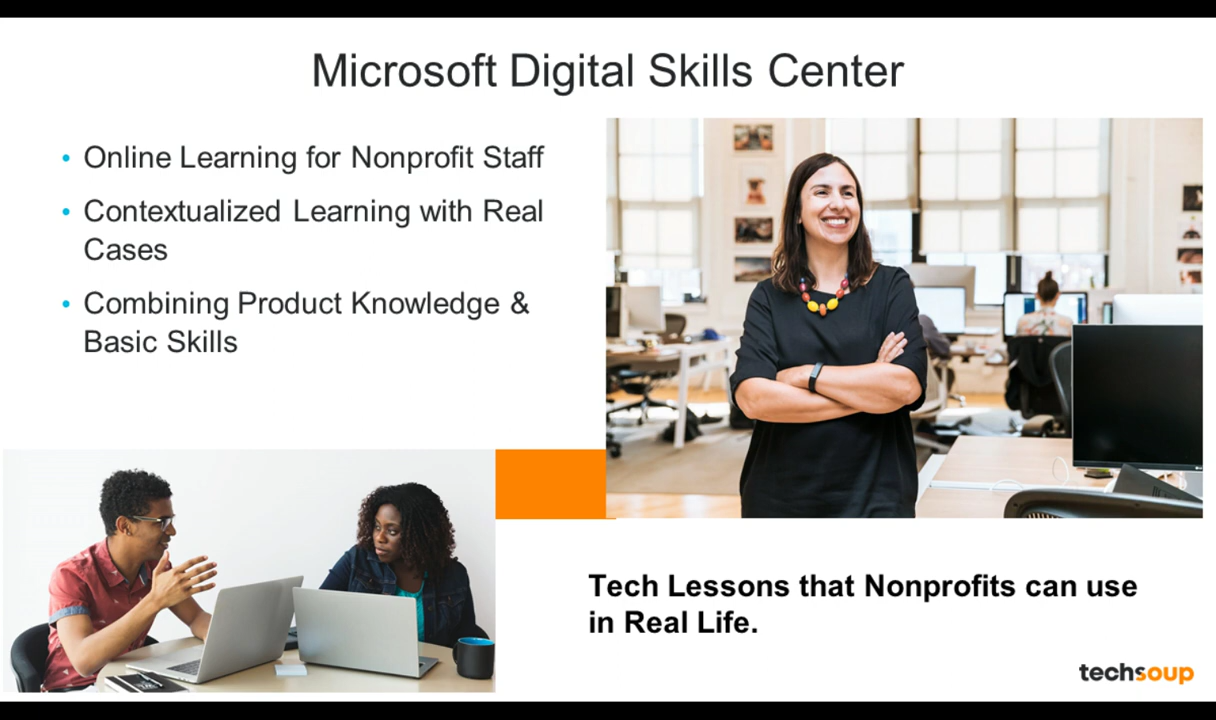 Microsoft Digital Skills Center
• Online Learning for Nonprofit Staff
• Contextualized Learning with Real
Cases
• Combining Product Knowledge &
Basic Skills
Tech Lessons that Nonprofits can use
in Real Life.
techsoup